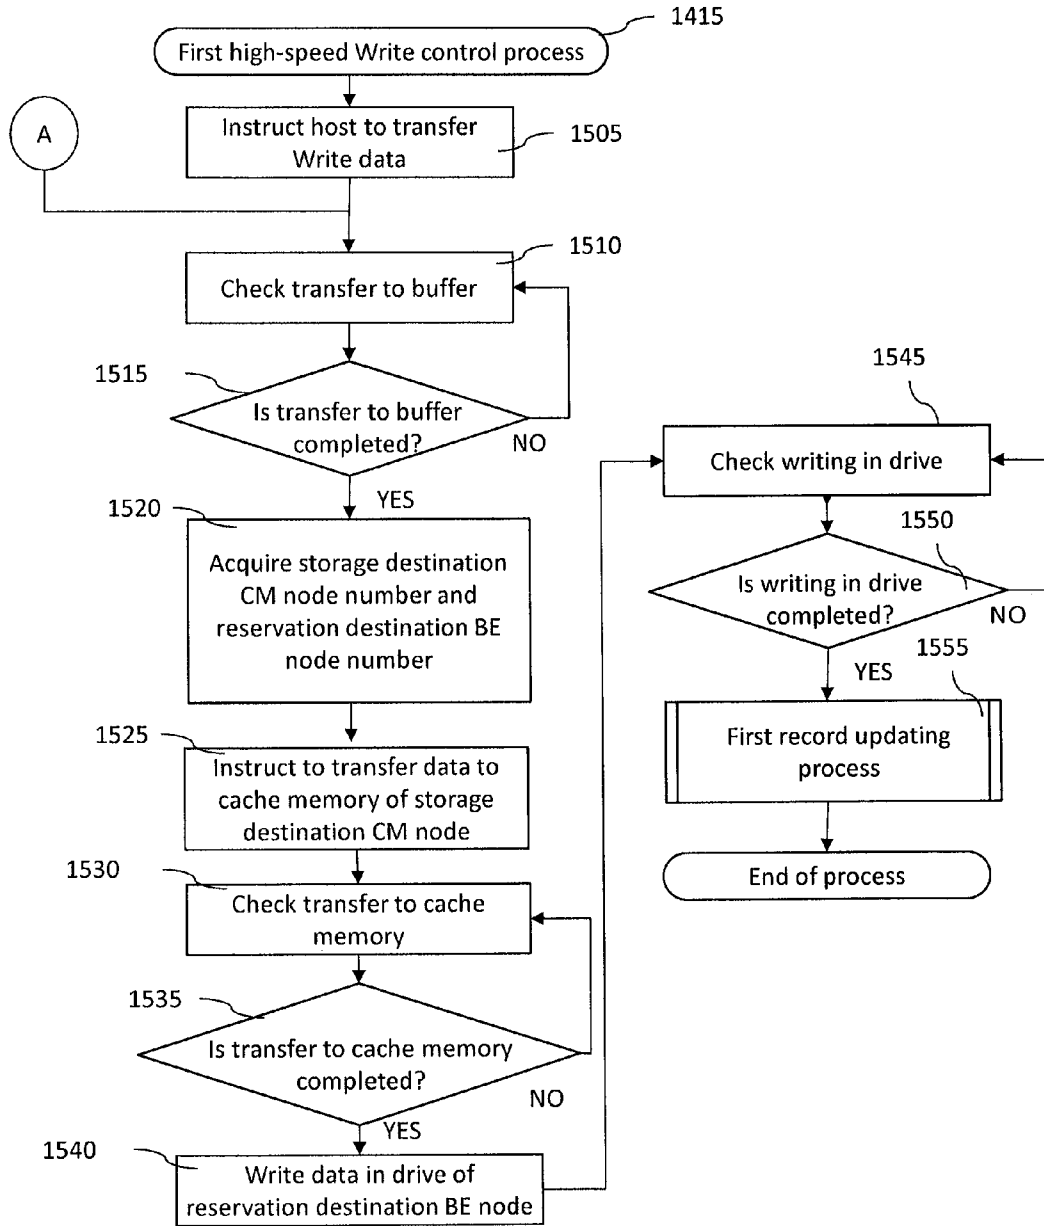 1415
First high-speed Write control process
A
Instruct host to transfer
Write data
1505
1510
Check transfer to buffer
1515
Is transfer to buffer
completed?
NO
YES
1520
Acquire storage destination
CM node number and
reservation destination BE
node number
1525
Instruct to transfer data to
cache memory of storage
destination CM node
1530
Check transfer to cache
memory
1535
Is transfer to cache memory
completed?
NO
YES
1540
Write data in drive of
reservation destination BE node
1545
Check writing in drive
1550
Is writing in drive
completed?
NO
YES
1555
First record updating
process
End of process